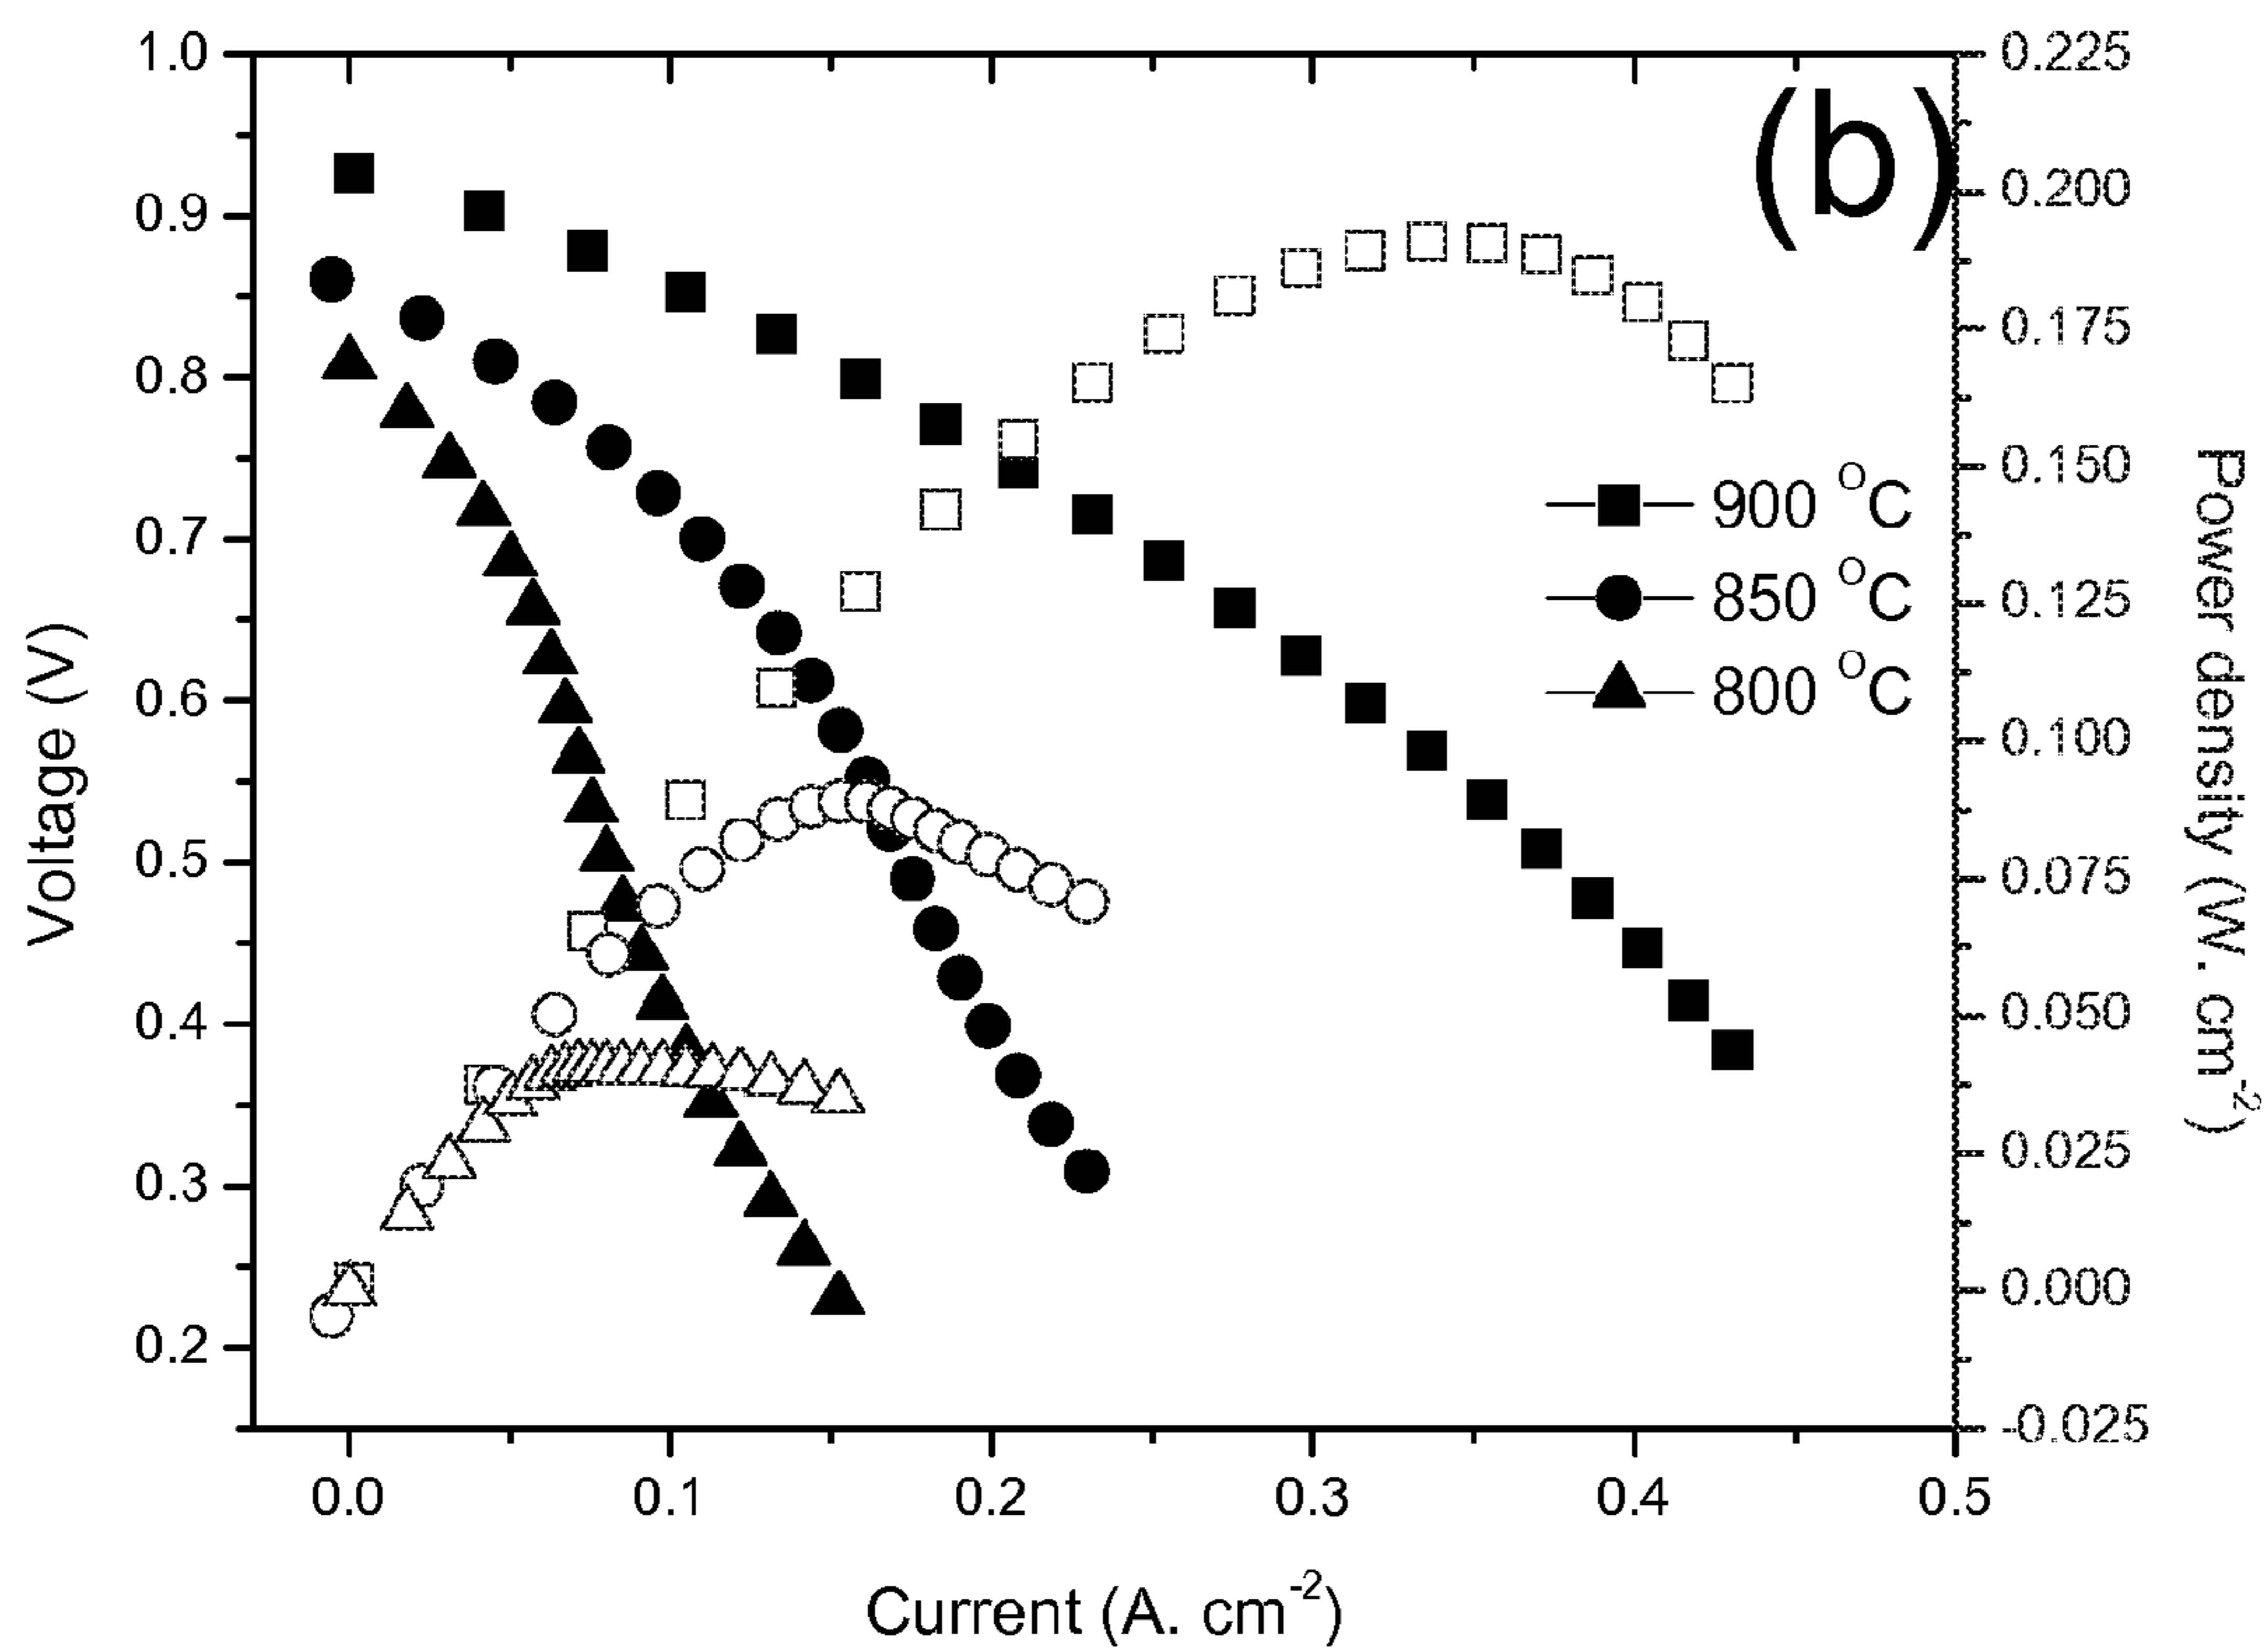 (b)
1.0
0.9
0.8
0.7
0.6
0.5
0.4
0.3
0.2
Voltage (V)
0.225
0.200
0.175
0.150
0.125
0.100
0.075
0.050
0.025
0.000
-0.025
Power density (W. cm⁻²)
900 °C
850 °C
800 °C
0.0 0.1 0.2 0.3 0.4 0.5
Current (A. cm⁻²)